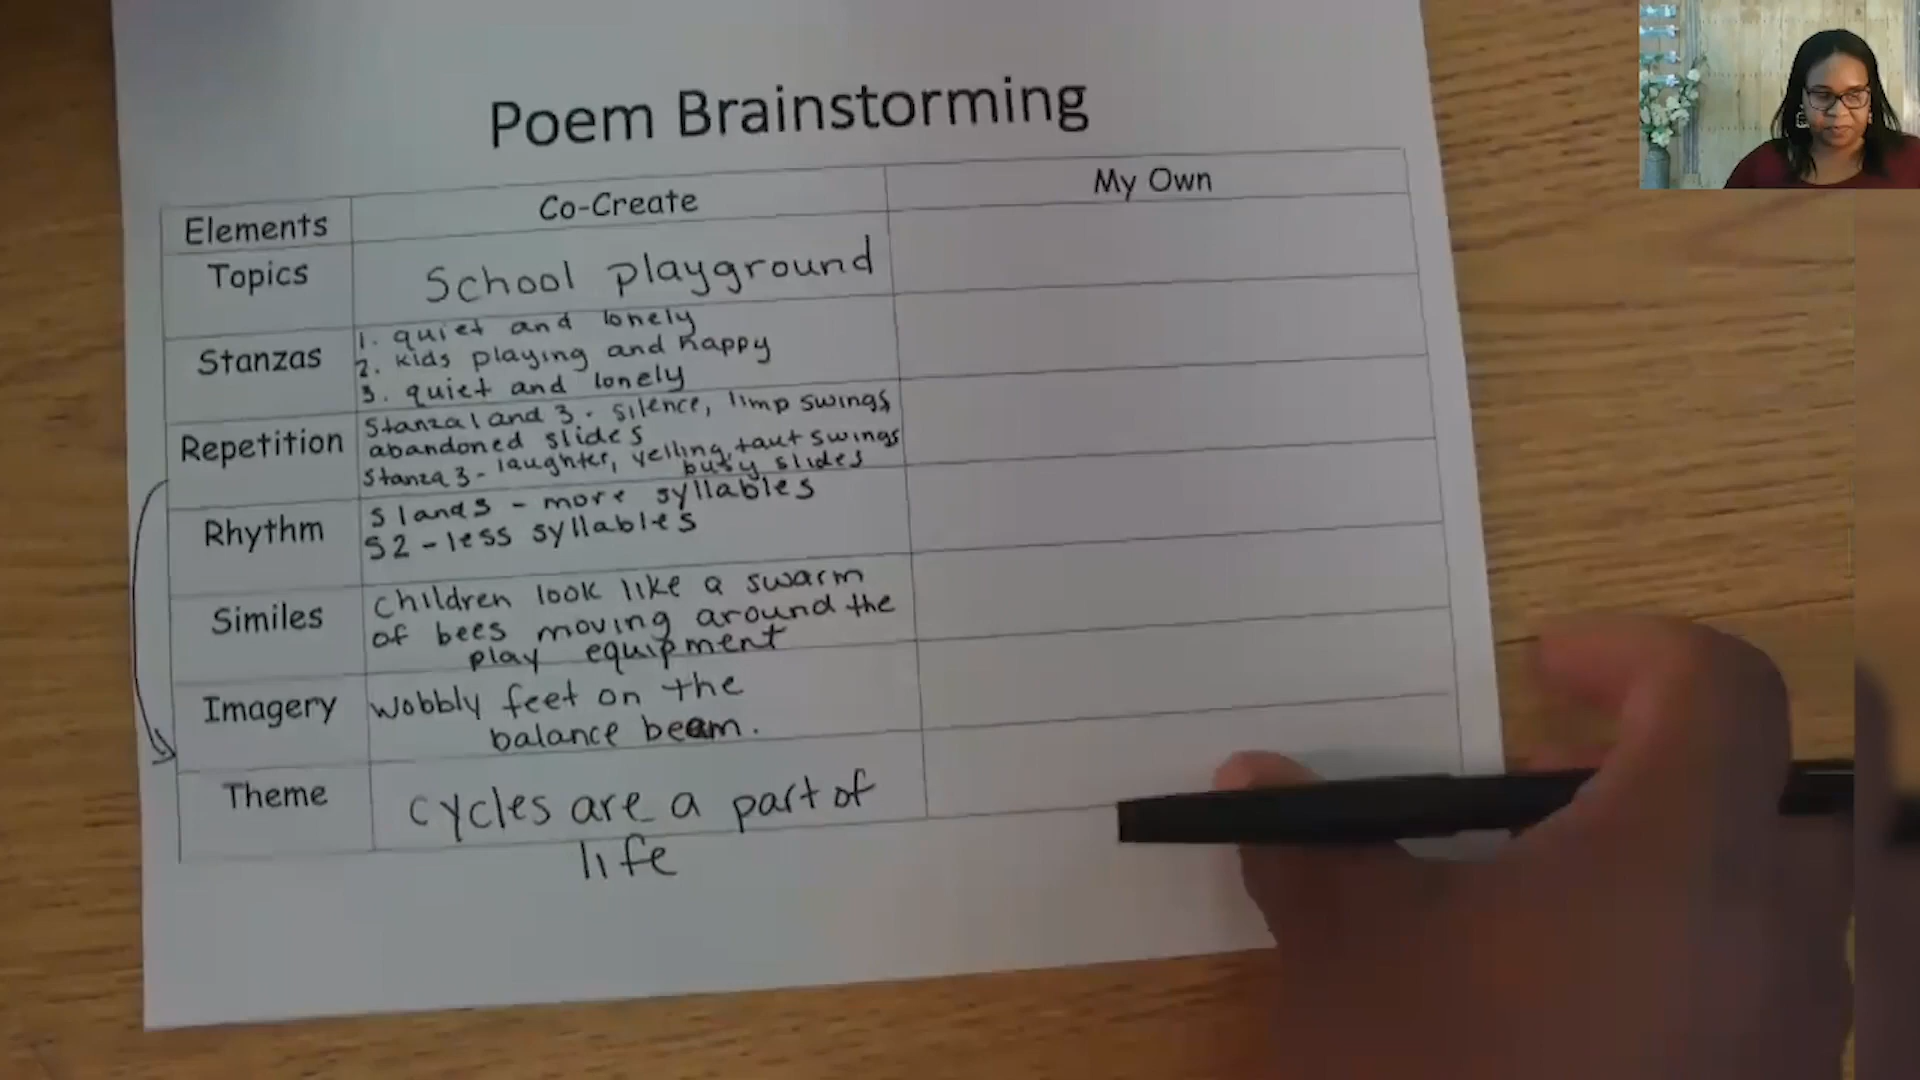 Poem Brainstorming
Elements
Co-Create
My Own
Topics
School playground
Stanzas
1. quiet and lonely
2. kids playing and happy
3. quiet and lonely
Repetition
Stanza 1 and 3 - silence, limp swings
abandoned slides
Stanza 3 - laughter, yelling, taut swings
busy slides
Rhythm
S1 and 3 - more syllables
S2 - less syllables
Similes
Children look like a swarm
of bees moving around the
play equipment
Imagery
Wobbly feet on the
balance beam.
Theme
Cycles are a part of
life